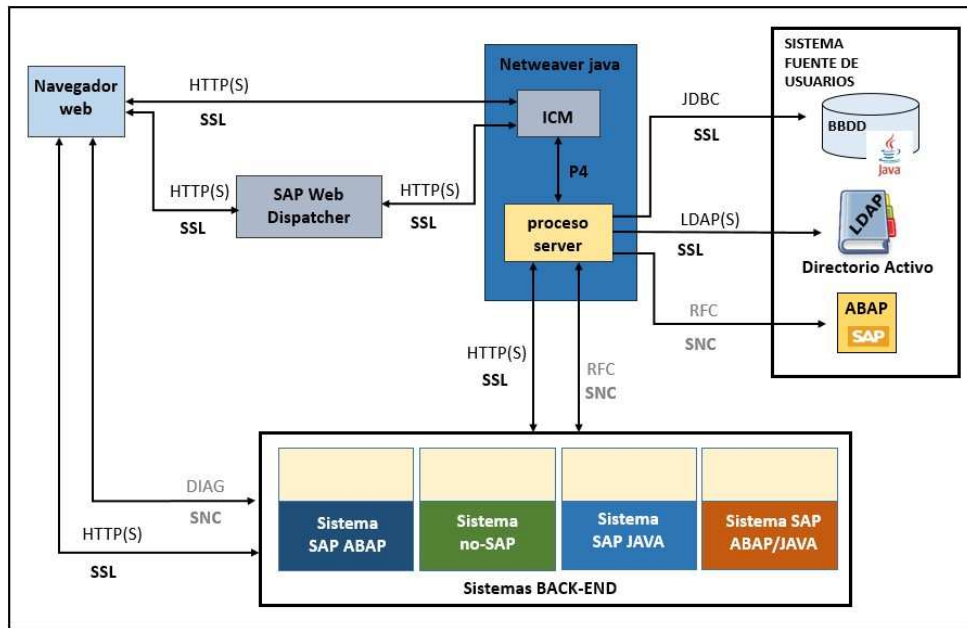 Navegador
web
HTTP(S)
SSL
HTTP(S)
SSL
SAP Web
Dispatcher
HTTP(S)
SSL
Netweaver java
ICM
P4
proceso
server
JDBC
SSL
LDAP(S)
SSL
RFC
SNC
SISTEMA
FUENTE DE
USUARIOS
BBDD
Java
LDAP
Directorio Activo
ABAP
SAP
HTTP(S)
SSL
RFC
SNC
DIAG
SNC
HTTP(S)
SSL
Sistema
SAP ABAP
Sistema
no-SAP
Sistema
SAP JAVA
Sistema SAP
ABAP/JAVA
Sistemas BACK-END